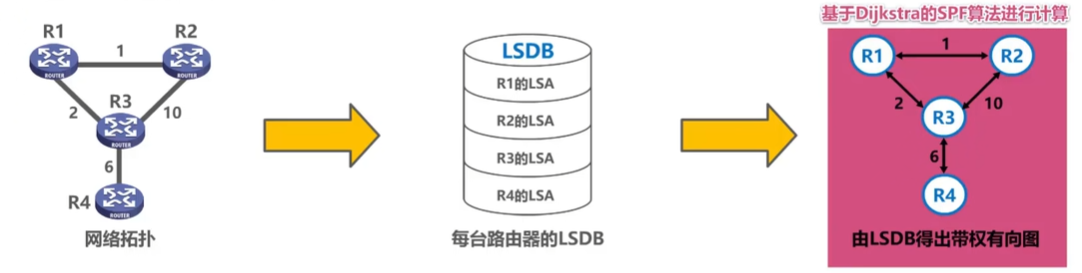 基于Dijkstra的SPF算法进行计算
R1
R2
1
ROUTER
ROUTER
R3
2
10
ROUTER
6
R4
ROUTER
网络拓扑
LSDB
R1的LSA
R2的LSA
R3的LSA
R4的LSA
每台路由器的LSDB
R1
1
R2
2
10
R3
6
R4
由LSDB得出带权有向图